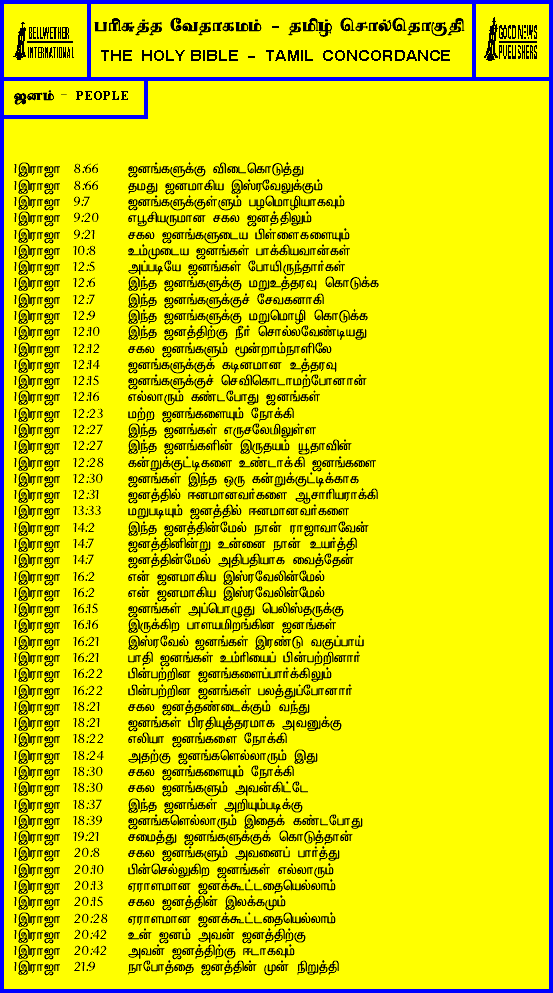 BELLWETHER
INTERNATIONAL
பரிசுத்த வேதாகமம் - தமிழ் சொல்தொகுதி
THE HOLY BIBLE - TAMIL CONCORDANCE
GOOD NEWS
PUBLISHERS
ஜனம் - PEOPLE
1இராஜா 8:66 ஜனங்களுக்கு விடைகொடுத்து
1இராஜா 8:66 தமது ஜனமாகிய இஸ்ரவேலுக்கும்
1இராஜா 9:7 ஜனங்களுக்குள்ளும் பழமொழியாகவும்
1இராஜா 9:20 எபூசியருமான சகல ஜனத்திலும்
1இராஜா 9:21 சகல ஜனங்களுடைய பிள்ளைகளையும்
1இராஜா 10:8 உம்முடைய ஜனங்கள் பாக்கியவான்கள்
1இராஜா 12:5 அப்படியே ஜனங்கள் போயிருந்தார்கள்
1இராஜா 12:6 இந்த ஜனங்களுக்கு மறுஉத்தரவு கொடுக்க
1இராஜா 12:7 இந்த ஜனங்களுக்குச் சேவகனாகி
1இராஜா 12:9 இந்த ஜனங்களுக்கு மறுமொழி கொடுக்க
1இராஜா 12:10 இந்த ஜனத்திற்கு நீர் சொல்லவேண்டியது
1இராஜா 12:12 சகல ஜனங்களும் மூன்றாம்நாளிலே
1இராஜா 12:14 ஜனங்களுக்குக் கடினமான உத்தரவு
1இராஜா 12:15 ஜனங்களுக்குச் செவிகொடாமற்போனான்
1இராஜா 12:16 எல்லாரும் கண்டபோது ஜனங்கள்
1இராஜா 12:23 மற்ற ஜனங்களையும் நோக்கி
1இராஜா 12:27 இந்த ஜனங்கள் எருசலேமிலுள்ள
1இராஜா 12:27 இந்த ஜனங்களின் இருதயம் யூதாவின்
1இராஜா 12:28 கன்றுக்குட்டிகளை உண்டாக்கி ஜனங்களை
1இராஜா 12:30 ஜனங்கள் இந்த ஒரு கன்றுக்குட்டிக்காக
1இராஜா 12:31 ஜனத்தில் ஈனமானவர்களை ஆசாரியராக்கி
1இராஜா 13:33 மறுபடியும் ஜனத்தில் ஈனமானவர்களை
1இராஜா 14:2 இந்த ஜனத்தின்மேல் நான் ராஜாவாவேன்
1இராஜா 14:7 ஜனத்தினின்று உன்னை நான் உயர்த்தி
1இராஜா 14:7 ஜனத்தின்மேல் அதிபதியாக வைத்தேன்
1இராஜா 16:2 என் ஜனமாகிய இஸ்ரவேலின்மேல்
1இராஜா 16:2 என் ஜனமாகிய இஸ்ரவேலின்மேல்
1இராஜா 16:15 ஜனங்கள் அப்பொழுது பெலிஸ்தருக்கு
1இராஜா 16:16 இருக்கிற பாளயமிறங்கின ஜனங்கள்
1இராஜா 16:21 இஸ்ரவேல் ஜனங்கள் இரண்டு வகுப்பாய்
1இராஜா 16:21 பாதி ஜனங்கள் உம்ரியைப் பின்பற்றினார்
1இராஜா 16:22 பின்பற்றின ஜனங்களைப்பார்க்கிலும்
1இராஜா 16:22 பின்பற்றின ஜனங்கள் பலத்துப்போனார்
1இராஜா 18:21 சகல ஜனத்தண்டைக்கும் வந்து
1இராஜா 18:21 ஜனங்கள் பிரதியுத்தரமாக அவனுக்கு
1இராஜா 18:22 எலியா ஜனங்களை நோக்கி
1இராஜா 18:24 அதற்கு ஜனங்களெல்லாரும் இது
1இராஜா 18:30 சகல ஜனங்களையும் நோக்கி
1இராஜா 18:30 சகல ஜனங்களும் அவன்கிட்டே
1இராஜா 18:37 இந்த ஜனங்கள் அறியும்படிக்கு
1இராஜா 18:39 ஜனங்களெல்லாரும் இதைக் கண்டபோது
1இராஜா 19:21 சமைத்து ஜனங்களுக்குக் கொடுத்தான்
1இராஜா 20:8 சகல ஜனங்களும் அவனைப் பார்த்து
1இராஜா 20:10 பின்செல்லுகிற ஜனங்கள் எல்லாரும்
1இராஜா 20:13 ஏராளமான ஜனக்கூட்டதையெல்லாம்
1இராஜா 20:15 சகல ஜனத்தின் இலக்கமும்
1இராஜா 20:28 ஏராளமான ஜனக்கூட்டதையெல்லாம்
1இராஜா 20:42 உன் ஜனம் அவன் ஜனத்திற்கு
1இராஜா 20:42 அவன் ஜனத்திற்கு ஈடாகவும்
1இராஜா 21:9 நாபோத்தை ஜனத்தின் முன் நிறுத்தி